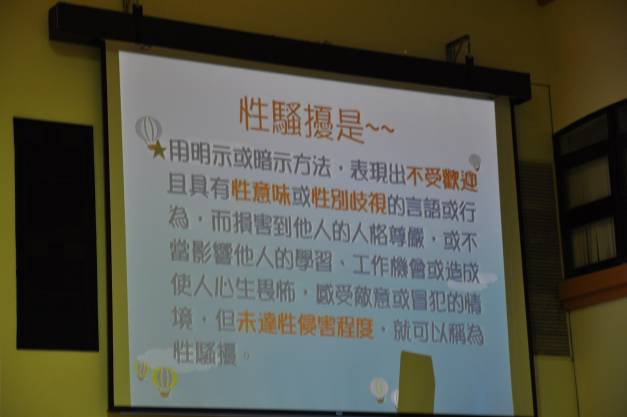 性騷擾是~~
★用明示或暗示方法，表現出不受歡迎
且具有性意味或性別歧視的言語或行
為，而損害到他人的人格尊嚴，或不
當影響他人的學習、工作機會或造成
使人心生畏怖，感受敵意或冒犯的情
境，但未達性侵害程度，就可以稱為
性騷擾。